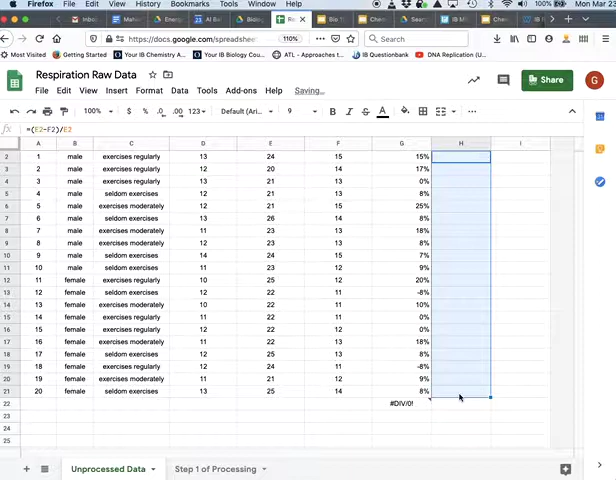 Firefox File Edit View History Bookmarks Tools Window Help 100% Mon Mar 23
Inbox
https://docs.google.com/spreadshee 110% Search
Most Visited Getting Started Your IB Chemistry Your IB Biology Couc ATL - Approaches t IB Questionbank DNA Replication (U...
Respiration Raw Data
File Edit View Insert Format Data Tools Add-ons Help Saving... Share G
100% $ % .0 .00 123 Default (Ari... 9 B I S A
fx =(E2-F2)/E2
A B C D E F G H I
2 1 male exercises regularly 13 24 15 15%
3 2 male exercises regularly 12 20 14 17%
4 3 male exercises regularly 13 21 13 0%
5 4 male seldom exercises 12 21 13 8%
6 5 male exercises moderately 12 21 15 25%
7 6 male seldom exercises 13 26 14 8%
8 7 male exercises moderately 11 23 13 18%
9 8 male exercises moderately 12 23 13 8%
10 9 male seldom exercises 14 24 15 7%
11 10 male seldom exercises 11 23 12 9%
12 11 female exercises regularly 10 25 12 20%
13 12 female seldom exercises 12 22 11 -8%
14 13 female exercises moderately 10 22 11 10%
15 14 female exercises regularly 11 22 11 0%
16 15 female exercises regularly 12 22 12 0%
17 16 female exercises moderately 11 22 13 18%
18 17 female seldom exercises 12 25 13 8%
19 18 female exercises regularly 12 24 11 -8%
20 19 female exercises moderately 11 21 12 9%
21 20 female seldom exercises 13 25 14 8%
22 #DIV/0!
23
24
25
Unprocessed Data Step 1 of Processing